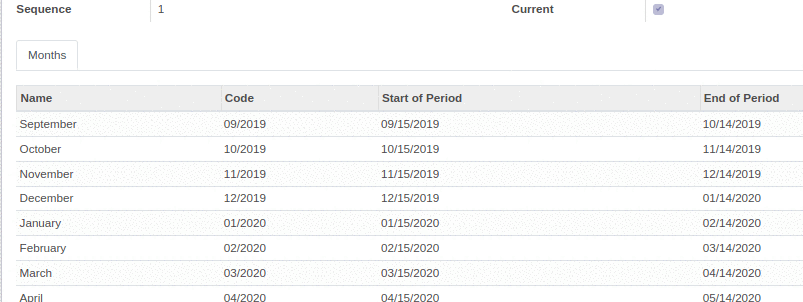 Sequence 1 Current
Months
Name Code Start of Period End of Period
September 09/2019 09/15/2019 10/14/2019
October 10/2019 10/15/2019 11/14/2019
November 11/2019 11/15/2019 12/14/2019
December 12/2019 12/15/2019 01/14/2020
January 01/2020 01/15/2020 02/14/2020
February 02/2020 02/15/2020 03/14/2020
March 03/2020 03/15/2020 04/14/2020
April 04/2020 04/15/2020 05/14/2020